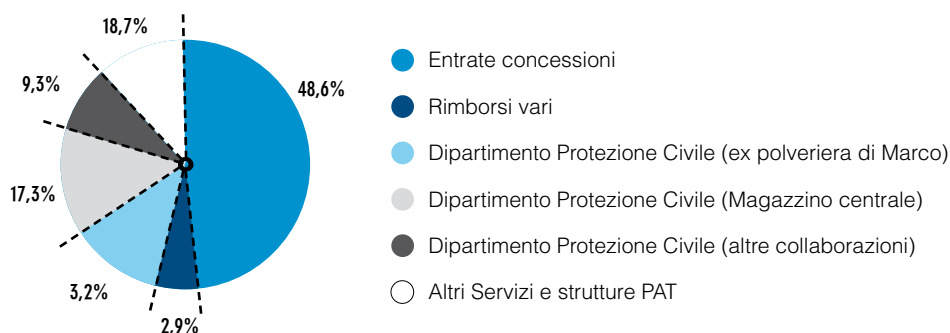 18,7%
9,3%
48,6%
17,3%
3,2%
2,9%
Entrate concessioni
Rimborsi vari
Dipartimento Protezione Civile (ex polveriera di Marco)
Dipartimento Protezione Civile (Magazzino centrale)
Dipartimento Protezione Civile (altre collaborazioni)
Altri Servizi e strutture PAT